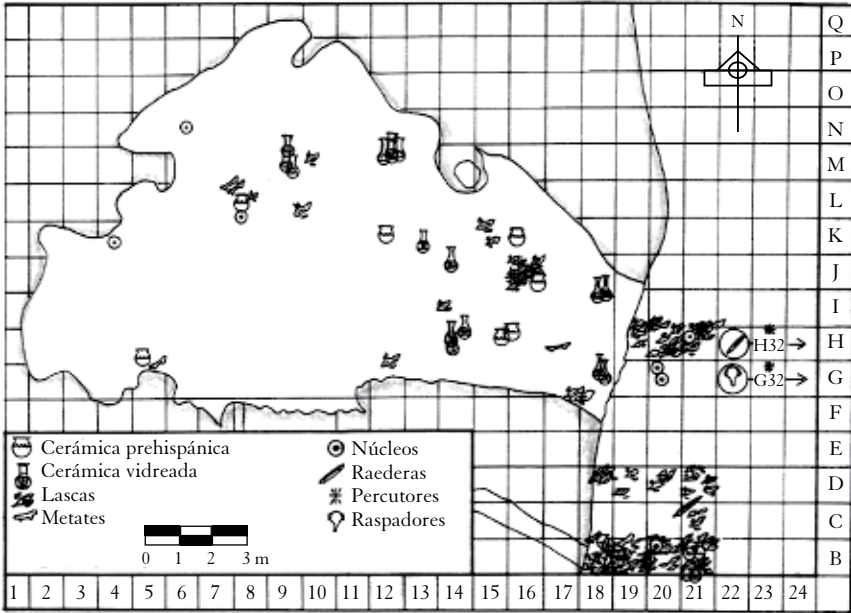 Q
N
P
O
N
M
L
K
J
I
H
H32
G
G32
F
E
D
C
B
Cerámica prehispánica
Cerámica vidreada
Lascas
Metates
Núcleos
Raederas
Percutores
Raspadores
0 1 2 3 m
1 2 3 4 5 6 7 8 9 10 11 12 13 14 15 16 17 18 19 20 21 22 23 24